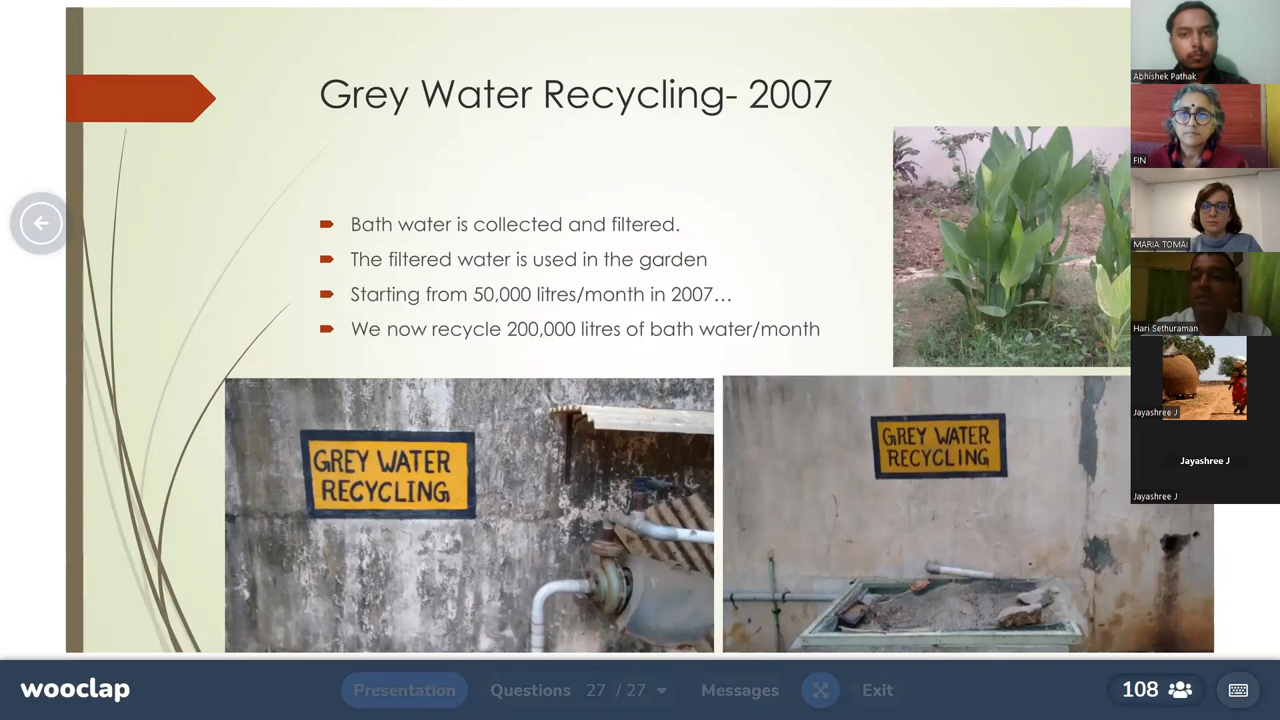 Grey Water Recycling- 2007
Bath water is collected and filtered.
The filtered water is used in the garden
Starting from 50,000 litres/month in 2007…
We now recycle 200,000 litres of bath water/month
GREY WATER
RECYCLING
GREY WATER
RECYCLING
Abhishek Pathak
FIN
MARIA TOMAI
Hari Sethuraman
Jayashree J
Jayashree J
Jayashree J
wooclap
Presentation
Questions 27 / 27
Messages
Exit
108